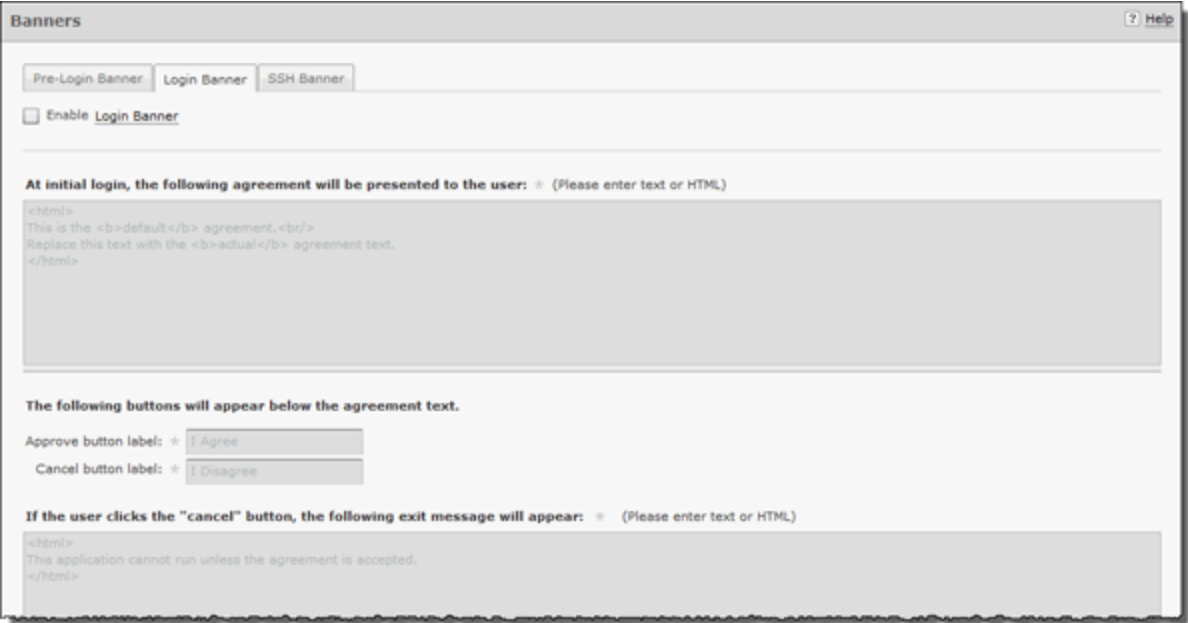 Banners
? Help
Pre-Login Banner Login Banner SSH Banner
Enable Login Banner
At initial login, the following agreement will be presented to the user: * (Please enter text or HTML)
<html>
This is the <b>default</b> agreement.<br/>
Replace this text with the <b>actual</b> agreement text.
</html>
The following buttons will appear below the agreement text.
Approve button label: * I Agree
Cancel button label: * I Disagree
If the user clicks the "cancel" button, the following exit message will appear: * (Please enter text or HTML)
<html>
This application cannot run unless the agreement is accepted.
</html>